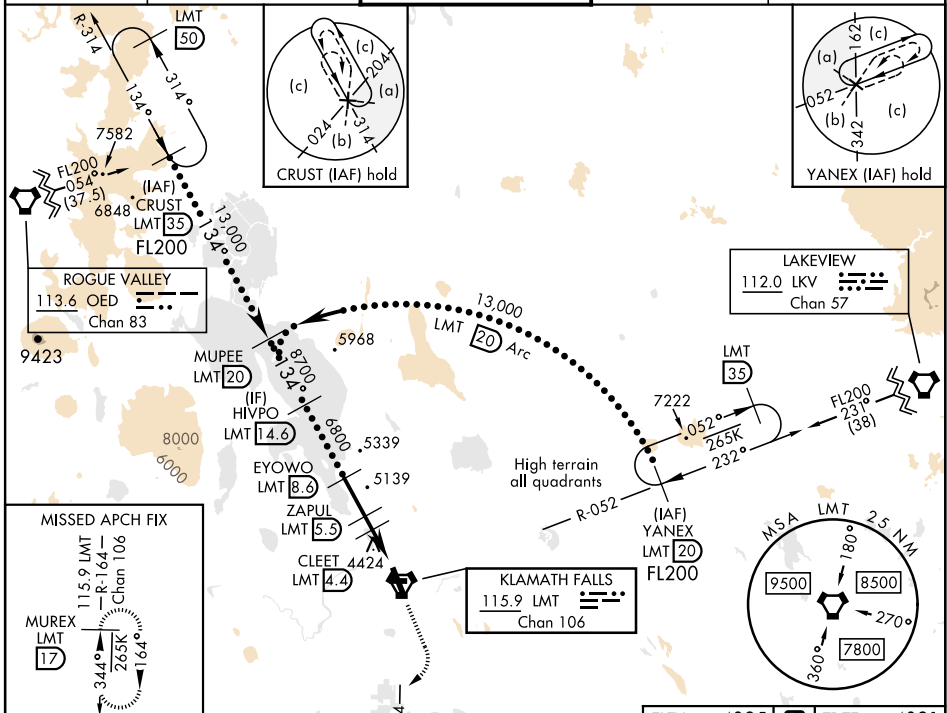 LMT
50
R-314
134°
314°
7582
FL200
054°
(37.5)
6848
(IAF)
CRUST
LMT 35
FL200
13,000
134°
(c)
(c)
204
(a)
024
(b)
314
CRUST (IAF) hold
162
(c)
(a)
052
(b)
(c)
342
YANEX (IAF) hold
ROGUE VALLEY
113.6 OED
Chan 83
9423
LAKEVIEW
112.0 LKV
Chan 57
13,000
LMT 20 Arc
MUPEE
LMT 20
5968
8700
134°
(IF)
HIVPO
LMT 14.6
6800
5339
5139
EYOWO
LMT 8.6
ZAPUL
LMT 5.5
CLEET
LMT 4.4
4424
8000
6000
LMT
35
7222
052°
265K
232°
FL200
231°
(38)
High terrain
all quadrants
R-052
(IAF)
YANEX
LMT 20
FL200
KLAMATH FALLS
115.9 LMT
Chan 106
MISSED APCH FIX
115.9 LMT
R-164
Chan 106
MUREX
LMT
17
344°
265K
164°
MSA LMT 25 NM
180°
9500
8500
270°
7800
360°